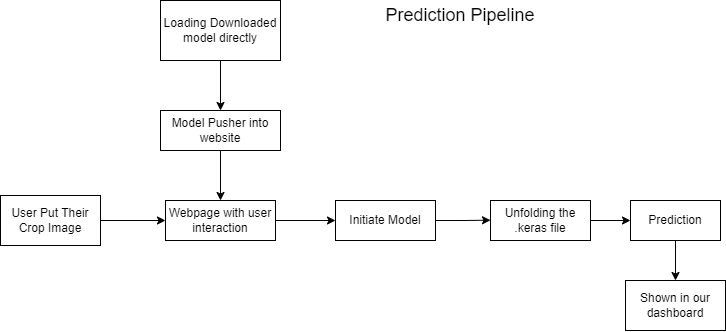 Prediction Pipeline
Loading Downloaded
model directly
Model Pusher into
website
User Put Their
Crop Image
Webpage with user
interaction
Initiate Model
Unfolding the
.keras file
Prediction
Shown in our
dashboard